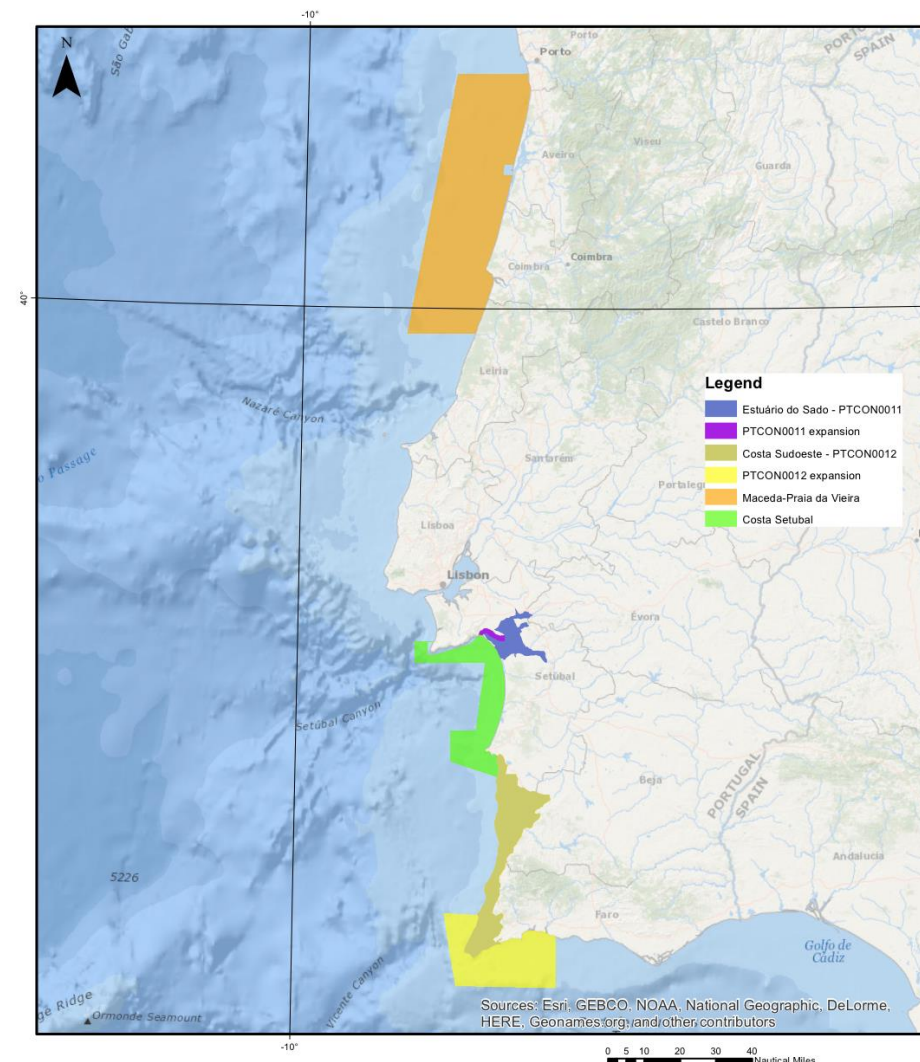 -10°
N
São Gab
Porto
Porto
PORTU
SPAIN
Aveiro
Viseu
Guarda
Coimbra
Coimbra
40°
Castelo Branco
Leiria
Nazaré Canyon
Legend
Estuário do Sado - PTCON0011
PTCON0011 expansion
Costa Sudoeste - PTCON0012
PTCON0012 expansion
Maceda-Praia da Vieira
Costa Setubal
o Passage
Santarém
Portaleg
Lisboa
Lisbon
Évora
Setúbal
Setúbal Canyon
Beja
PORTUGAL
SPAIN
Andalucia
5226
Faro
Golfo de
Cádiz
Vicente Canyon
ge Ridge
Ormonde Seamount
Sources: Esri, GEBCO, NOAA, National Geographic, DeLorme,
HERE, Geonames.org, and other contributors
-10°
0 5 10 20 30 40
Nautical Miles